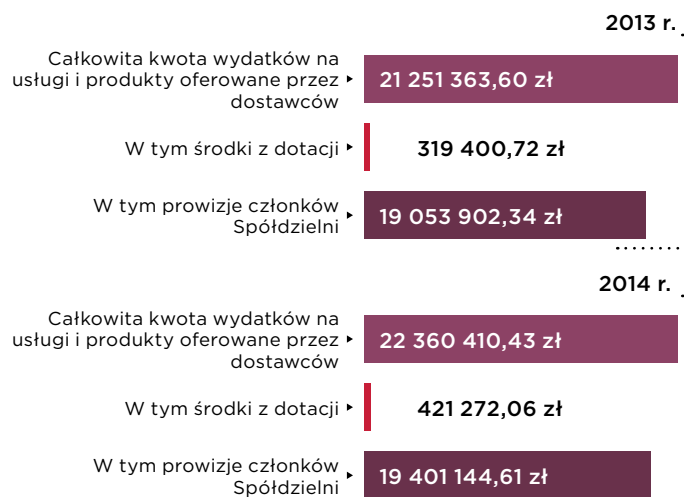 2013 r.
Całkowita kwota wydatków na
usługi i produkty oferowane przez
dostawców
21 251 363,60 zł
W tym środki z dotacji
319 400,72 zł
W tym prowizje członków
Spółdzielni
19 053 902,34 zł
2014 r.
Całkowita kwota wydatków na
usługi i produkty oferowane przez
dostawców
22 360 410,43 zł
W tym środki z dotacji
421 272,06 zł
W tym prowizje członków
Spółdzielni
19 401 144,61 zł